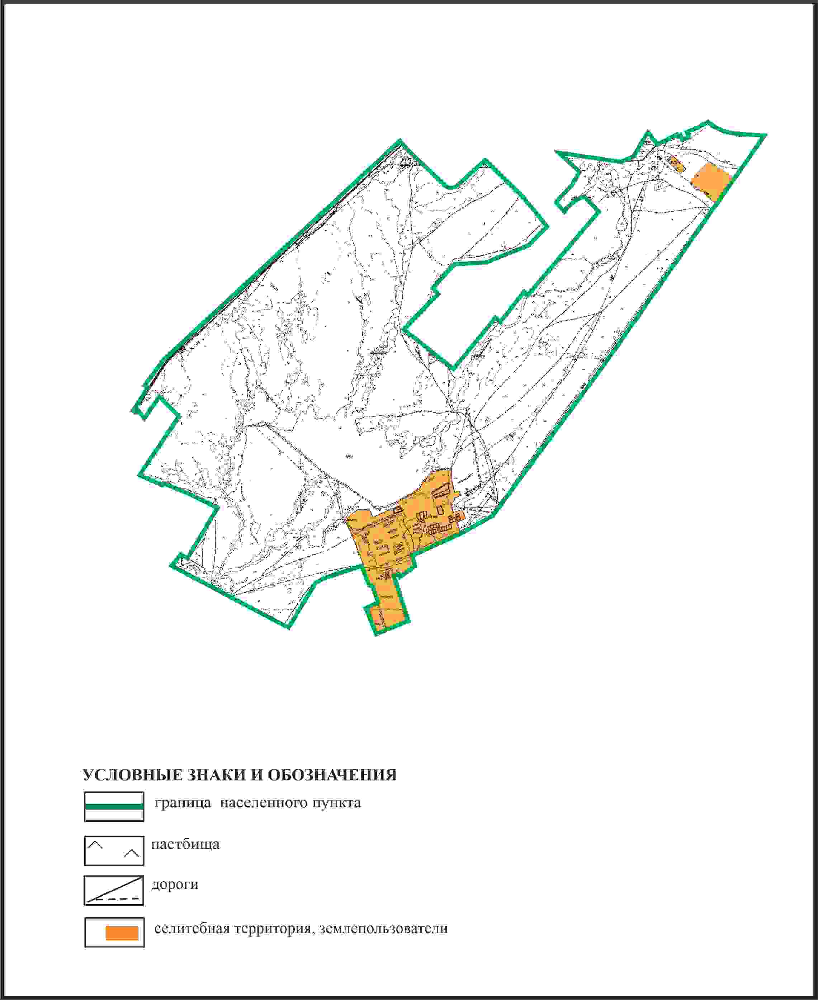 УСЛОВНЫЕ ЗНАКИ И ОБОЗНАЧЕНИЯ
граница населенного пункта
пастбища
дороги
селитебная территория, землепользователи